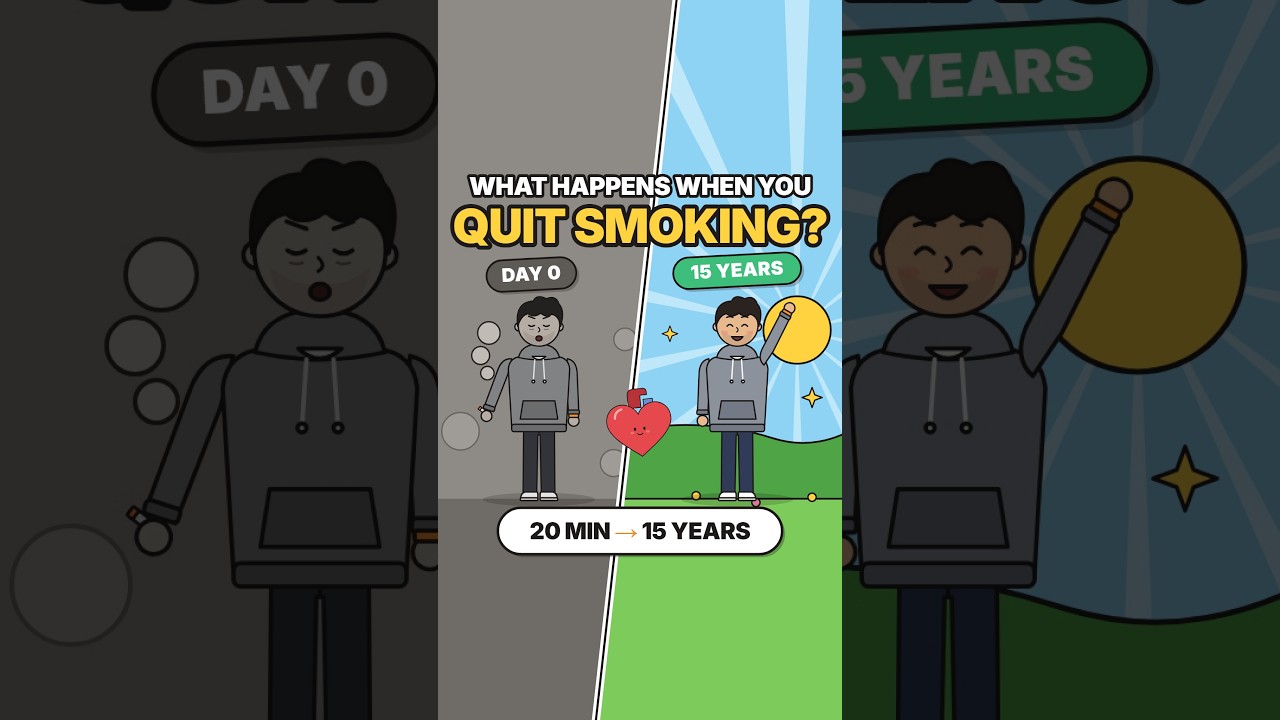 WHAT HAPPENS WHEN YOU
QUIT SMOKING?
DAY 0
15 YEARS
20 MIN → 15 YEARS
DAY 0
5 YEARS